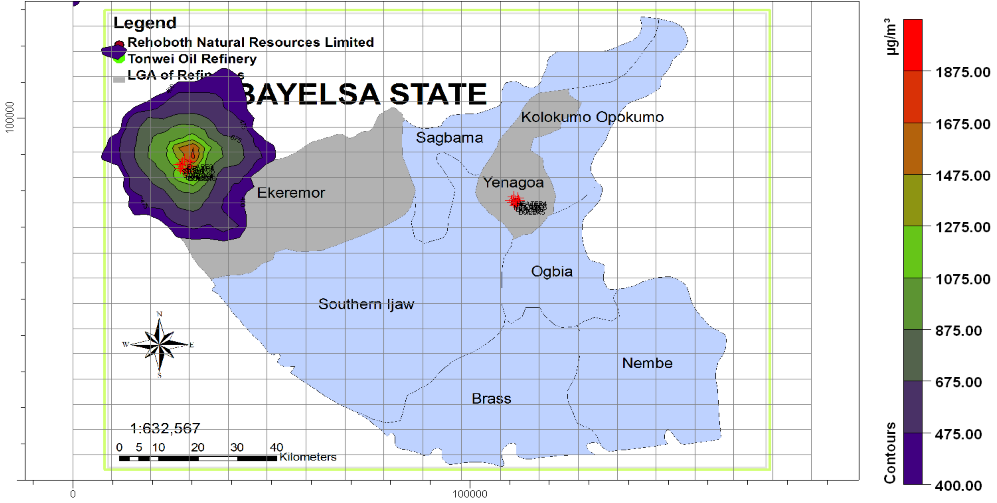 Legend
Rehoboth Natural Resources Limited
Tonwei Oil Refinery
LGA of
BAYELSA STATE
µg/m³
1875.00
1675.00
1475.00
1275.00
1075.00
875.00
675.00
475.00
400.00
Contours
100000
Kolokumo Opokumo
Sagbama
Yenagoa
Ekeremor
Ogbia
Southern Ijaw
Nembe
Brass
N
W E
S
1:632,567
0 5 10 20 30 40
Kilometers
0 100000